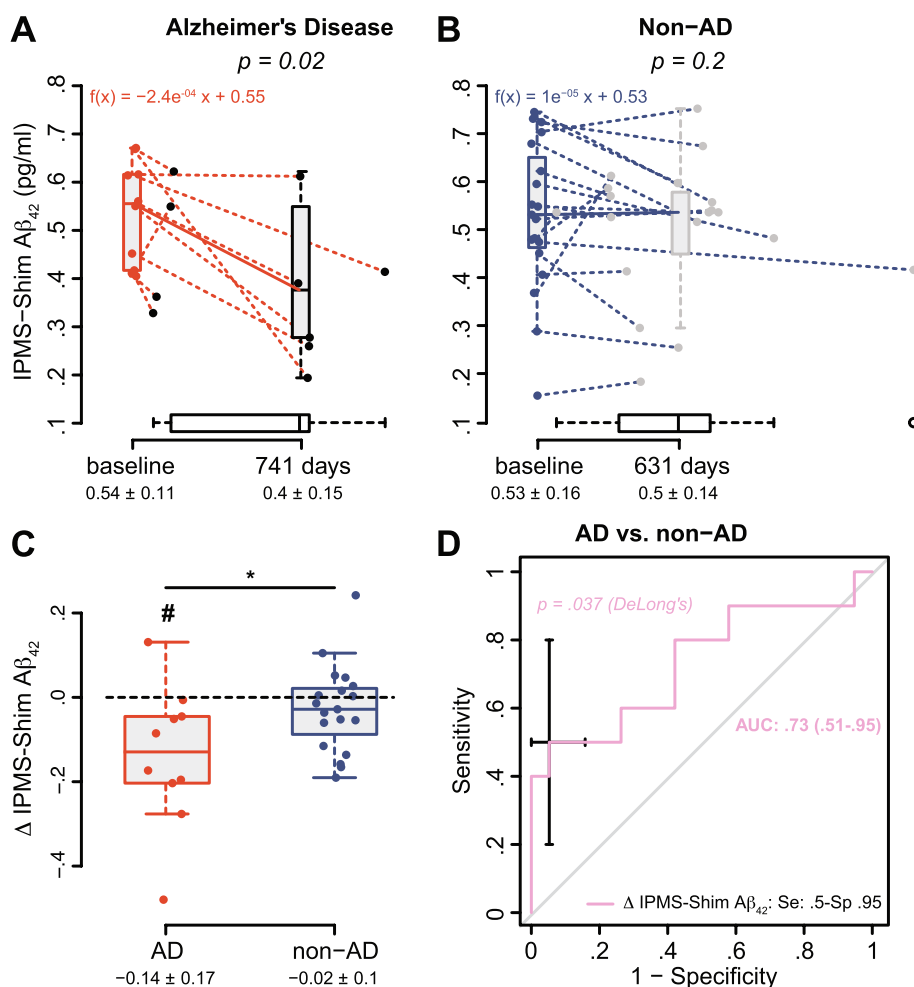 A
Alzheimer's Disease
p = 0.02
f(x) = −2.4e⁻⁰⁴ x + 0.55
IPMS−Shim Aβ₄₂ (pg/ml)
.8
.7
.6
.5
.4
.3
.2
.1
baseline
741 days
0.54 ± 0.11
0.4 ± 0.15
B
Non−AD
p = 0.2
f(x) = 1e⁻⁰⁵ x + 0.53
.8
.7
.6
.5
.4
.3
.2
.1
baseline
631 days
0.53 ± 0.16
0.5 ± 0.14
C
*
#
Δ IPMS-Shim Aβ₄₂
.2
0
−.2
−.4
AD
non−AD
−0.14 ± 0.17
−0.02 ± 0.1
D
AD vs. non−AD
p = .037 (DeLong's)
AUC: .73 (.51-.95)
Δ IPMS-Shim Aβ₄₂: Se: .5-Sp .95
Sensitivity
1
.8
.6
.4
.2
0
0
0.2
0.4
0.6
0.8
1
1 − Specificity